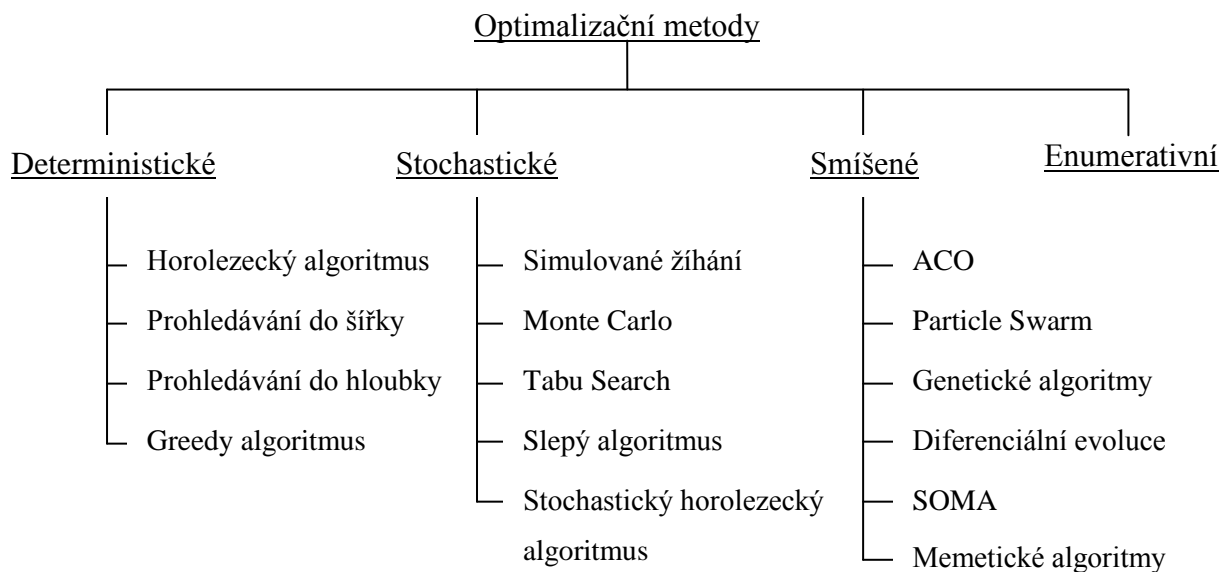 Optimalizační metody
Deterministické
Stochastické
Smíšené
Enumerativní
Horolezecký algoritmus
Prohledávání do šířky
Prohledávání do hloubky
Greedy algoritmus
Simulované žíhání
Monte Carlo
Tabu Search
Slepý algoritmus
Stochastický horolezecký
algoritmus
ACO
Particle Swarm
Genetické algoritmy
Diferenciální evoluce
SOMA
Memetické algoritmy